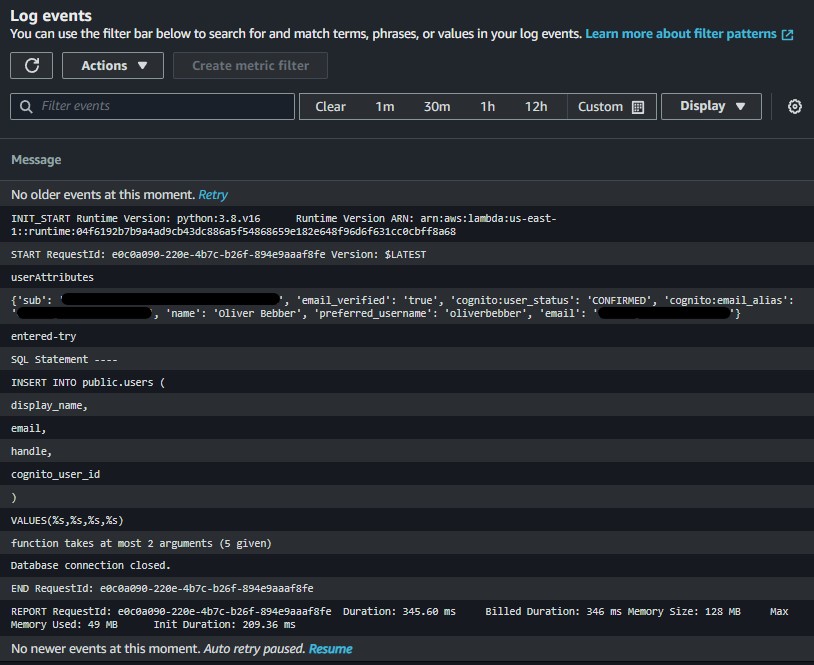 Log events
You can use the filter bar below to search for and match terms, phrases, or values in your log events. Learn more about filter patterns
Actions
Create metric filter
Filter events
Clear 1m 30m 1h 12h Custom
Display
Message
No older events at this moment. Retry
INIT_START Runtime Version: python:3.8.v16 Runtime Version ARN: arn:aws:lambda:us-east-
1::runtime:04f6192b7b9a4ad9cb43dc886a5f54868659e182e648f96d6f631cc0cbff8a68
START RequestId: e0c0a090-220e-4b7c-b26f-894e9aaaf8fe Version: $LATEST
userAttributes
{'sub': '', 'email_verified': 'true', 'cognito:user_status': 'CONFIRMED', 'cognito:email_alias':
'', 'name': 'Oliver Bebber', 'preferred_username': 'oliverbebber', 'email': ''}
entered-try
SQL Statement ----
INSERT INTO public.users (
display_name,
email,
handle,
cognito_user_id
)
VALUES(%s,%s,%s,%s)
function takes at most 2 arguments (5 given)
Database connection closed.
END RequestId: e0c0a090-220e-4b7c-b26f-894e9aaaf8fe
REPORT RequestId: e0c0a090-220e-4b7c-b26f-894e9aaaf8fe Duration: 345.60 ms Billed Duration: 346 ms Memory Size: 128 MB Max
Memory Used: 49 MB Init Duration: 209.36 ms
No newer events at this moment. Auto retry paused. Resume